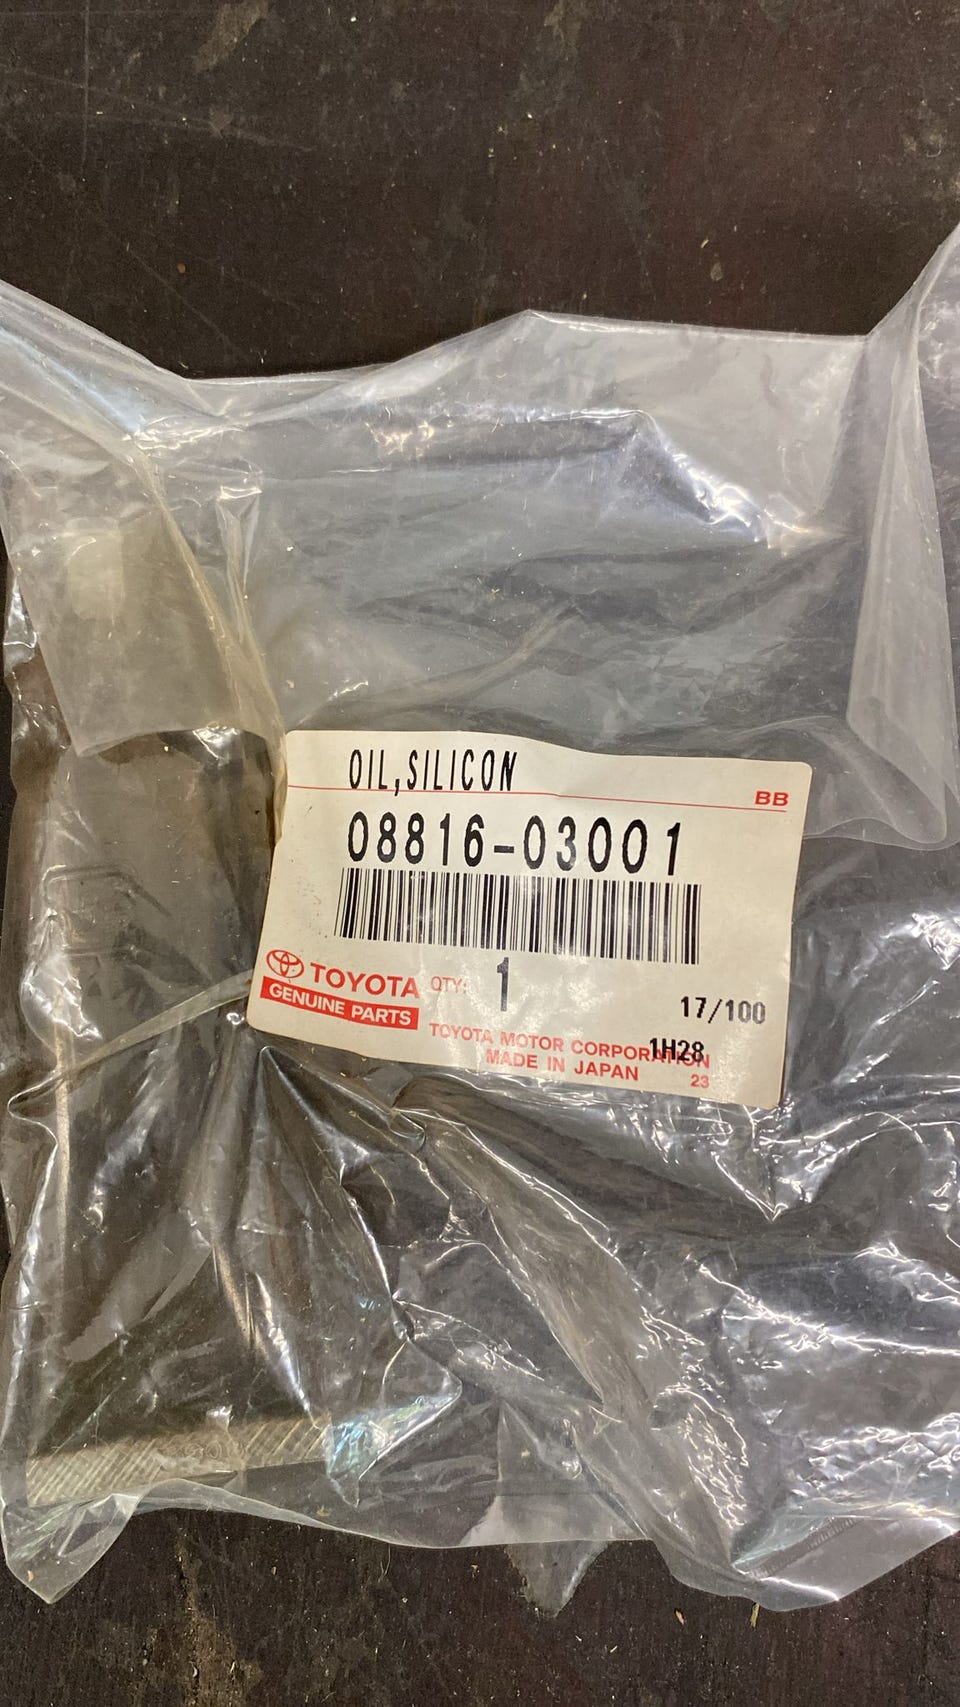 OIL,SILICON
BB
08816-03001
TOYOTA
GENUINE PARTS
QTY: 1
17/100
TOYOTA MOTOR CORPORATION
1H28
MADE IN JAPAN
23